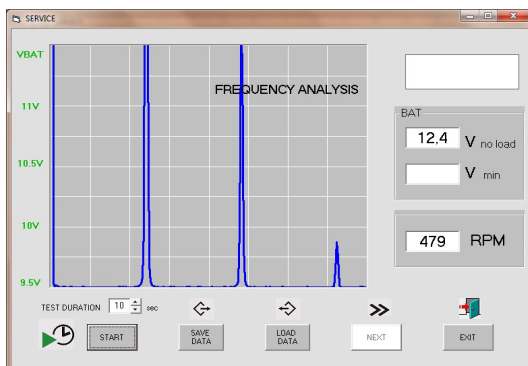 SERVICE
VBAT
FREQUENCY ANALYSIS
11V
10.5V
10V
9.5V
BAT
12,4 V no load
V min
479 RPM
TEST DURATION 10 sec
START
SAVE
DATA
LOAD
DATA
NEXT
EXIT